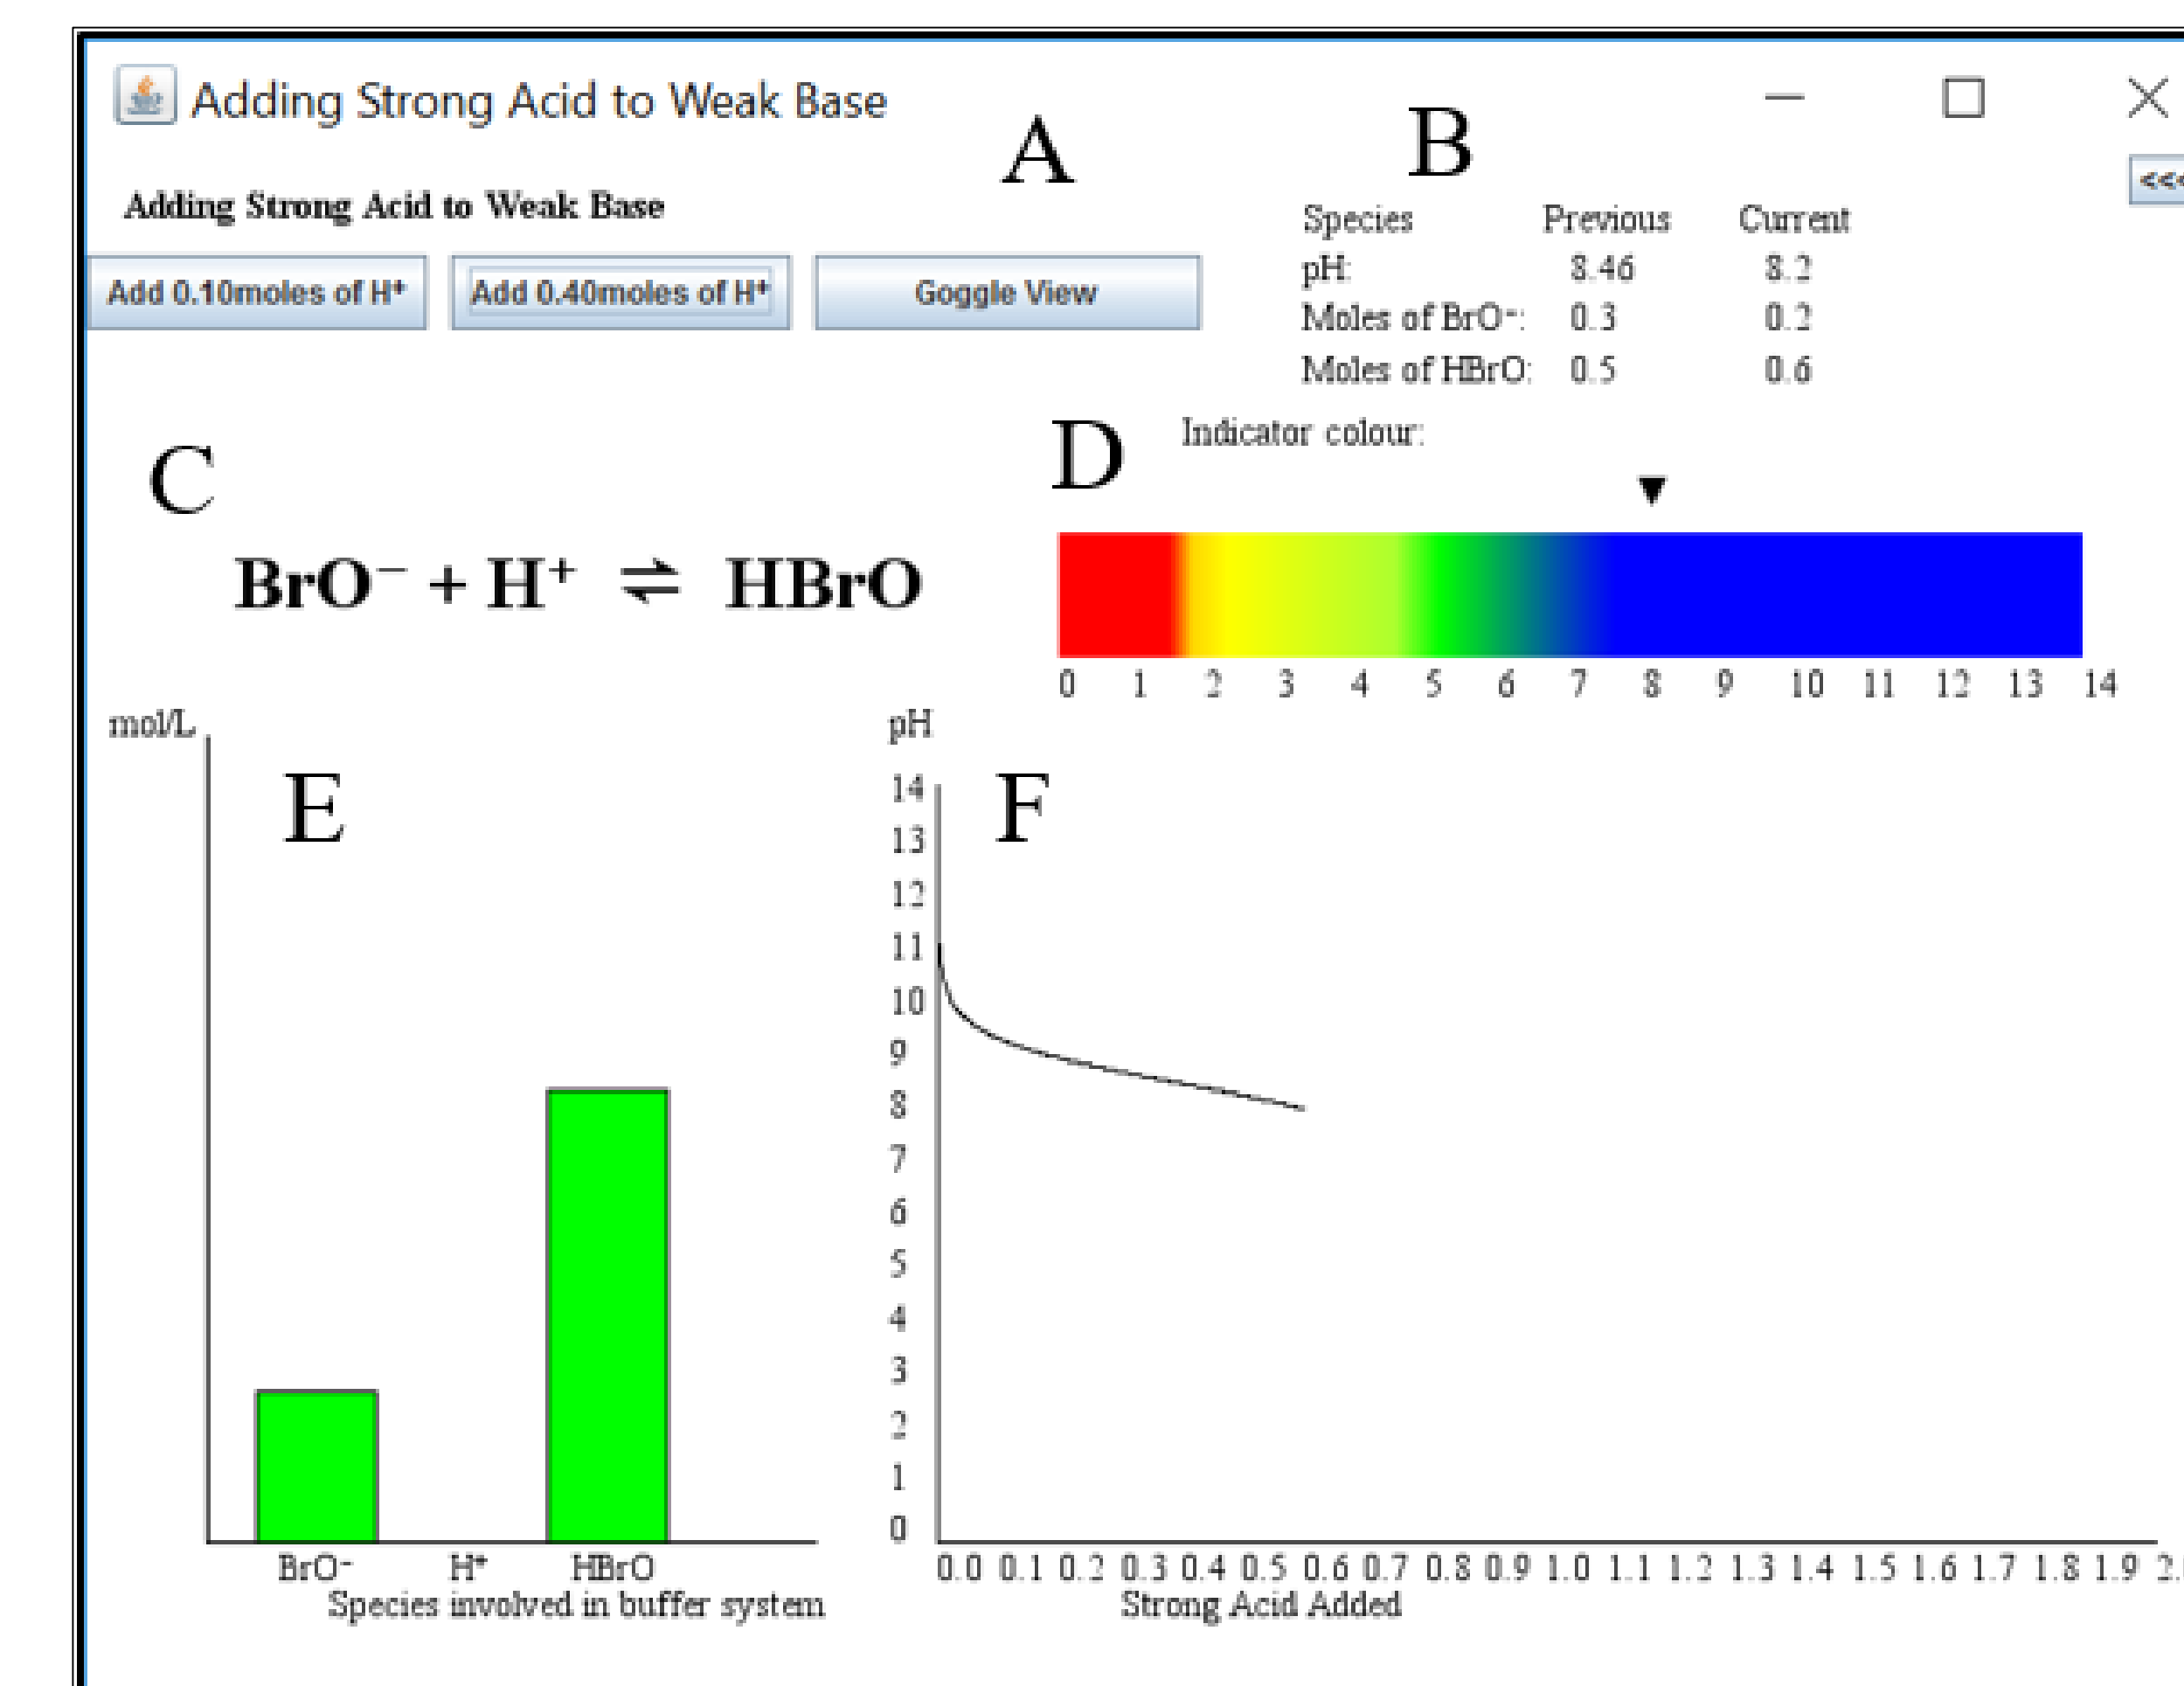 Adding Strong Acid to Weak Base
A
B
<<<
Adding Strong Acid to Weak Base
Species Previous Current
Add 0.10moles of H⁺ Add 0.40moles of H⁺ Goggle View
pH: 8.46 8.2
Moles of BrO⁻: 0.3 0.2
Moles of HBrO: 0.5 0.6
C
D
Indicator colour:
BrO⁻ + H⁺ ⇌ HBrO
0 1 2 3 4 5 6 7 8 9 10 11 12 13 14
mol/L
E
BrO⁻ H⁺ HBrO
Species involved in buffer system
pH
F
14
13
12
11
10
9
8
7
6
5
4
3
2
1
0
0.0 0.1 0.2 0.3 0.4 0.5 0.6 0.7 0.8 0.9 1.0 1.1 1.2 1.3 1.4 1.5 1.6 1.7 1.8 1.9
Strong Acid Added